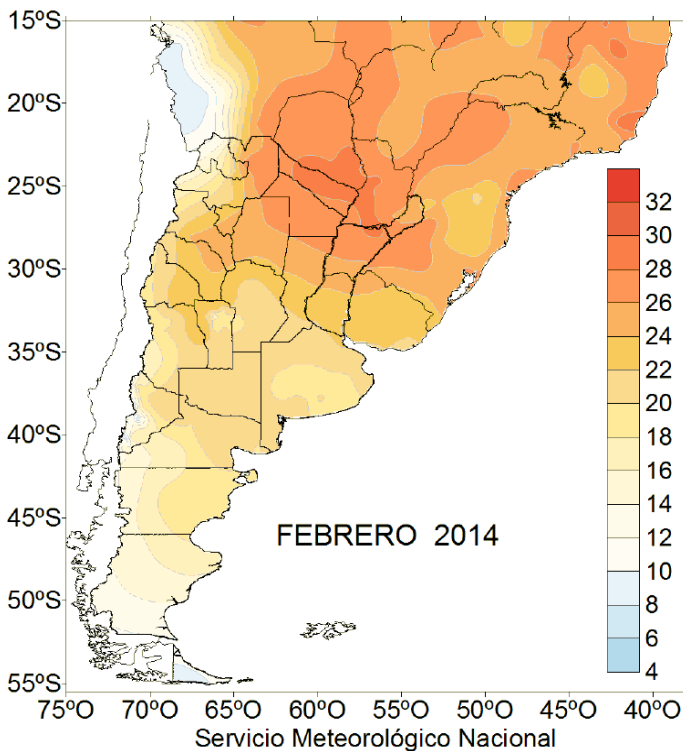 15ºS
20ºS
25ºS
30ºS
35ºS
40ºS
45ºS
50ºS
55ºS
32
30
28
26
24
22
20
18
16
14
12
10
8
6
4
FEBRERO 2014
75ºO 70ºO 65ºO 60ºO 55ºO 50ºO 45ºO 40ºO
Servicio Meteorológico Nacional